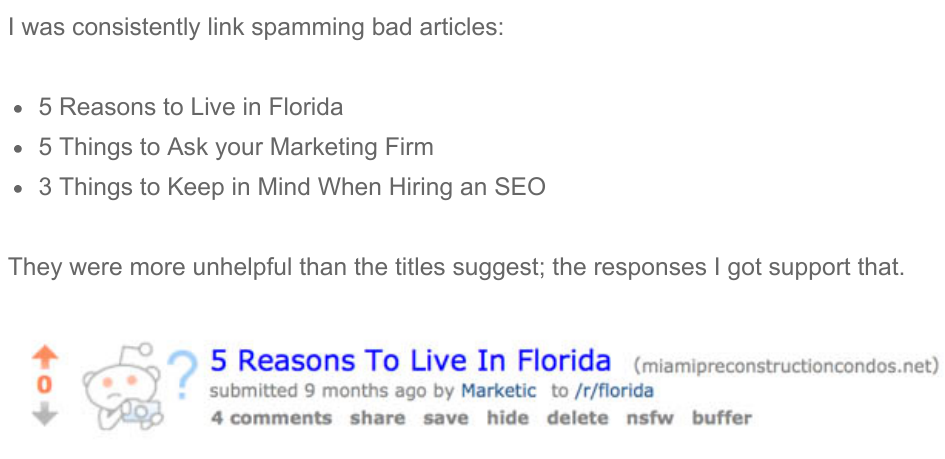 I was consistently link spamming bad articles:
• 5 Reasons to Live in Florida
• 5 Things to Ask your Marketing Firm
• 3 Things to Keep in Mind When Hiring an SEO
They were more unhelpful than the titles suggest; the responses I got support that.
0
? 5 Reasons To Live In Florida (miamipreconstructioncondos.net)
submitted 9 months ago by Marketic to /r/florida
4 comments share save hide delete nsfw buffer